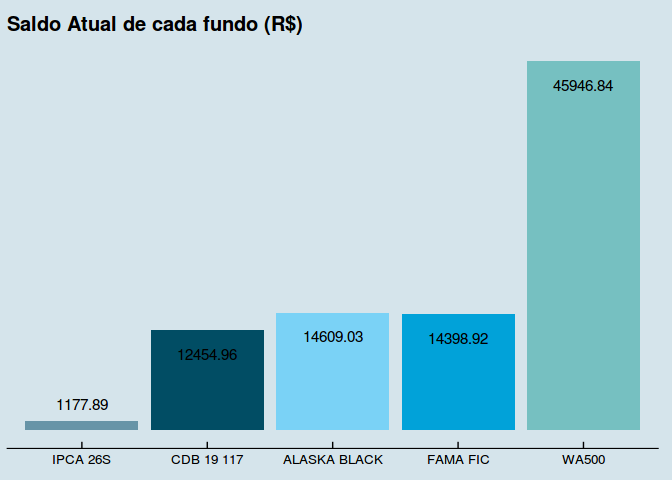 Saldo Atual de cada fundo (R$)
45946.84
14609.03
14398.92
12454.96
1177.89
IPCA 26S
CDB 19 117
ALASKA BLACK
FAMA FIC
WA500